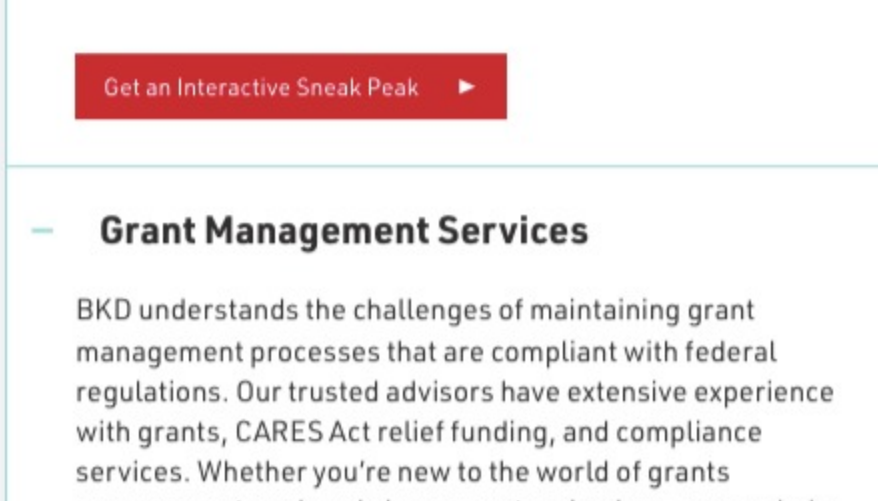 Get an Interactive Sneak Peak
Grant Management Services
BKD understands the challenges of maintaining grant
management processes that are compliant with federal
regulations. Our trusted advisors have extensive experience
with grants, CARES Act relief funding, and compliance
services. Whether you're new to the world of grants